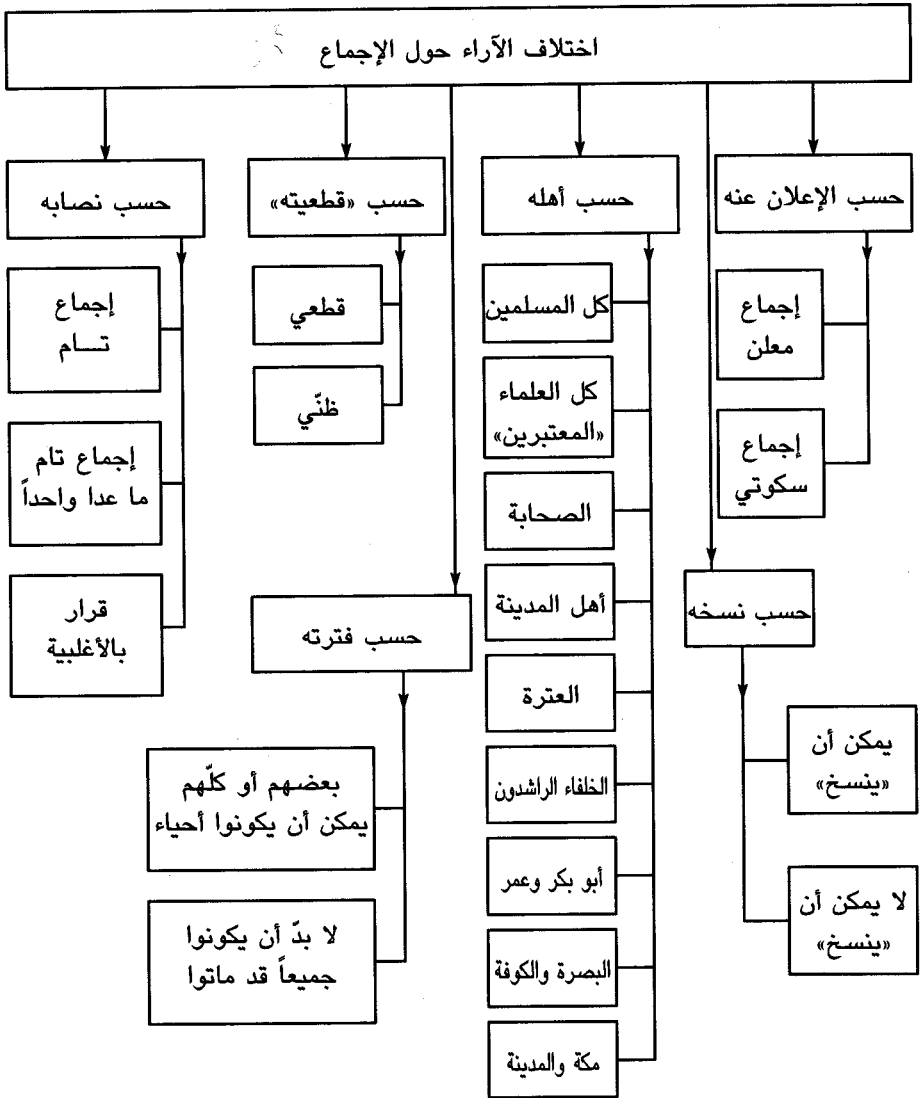 اختلاف الآراء حول الإجماع
حسب الإعلان عنه
إجماع
معلن
إجماع
سكوتي
حسب نسخه
يمكن أن
«ينسخ»
لا يمكن أن
«ينسخ»
حسب أهله
كل المسلمين
كل العلماء
«المعتبرين»
الصحابة
أهل المدينة
العترة
الخلفاء الراشدون
أبو بكر وعمر
البصرة والكوفة
مكة والمدينة
حسب «قطعيته»
قطعي
ظنّي
حسب فترته
بعضهم أو كلّهم
يمكن أن يكونوا أحياء
لا بدّ أن يكونوا
جميعاً قد ماتوا
حسب نصابه
إجماع
تـــام
إجماع تام
ما عدا واحداً
قرار
بالأغلبية